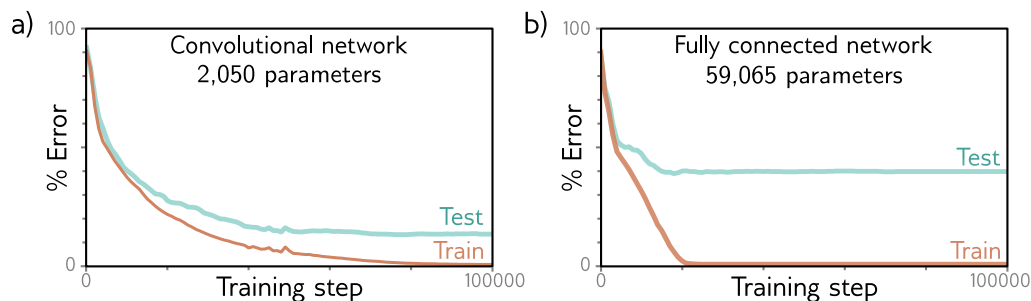 a)
100
Convolutional network
2,050 parameters
% Error
Test
Train
0
0
Training step
100000
b)
100
Fully connected network
59,065 parameters
% Error
Test
Train
0
0
Training step
100000